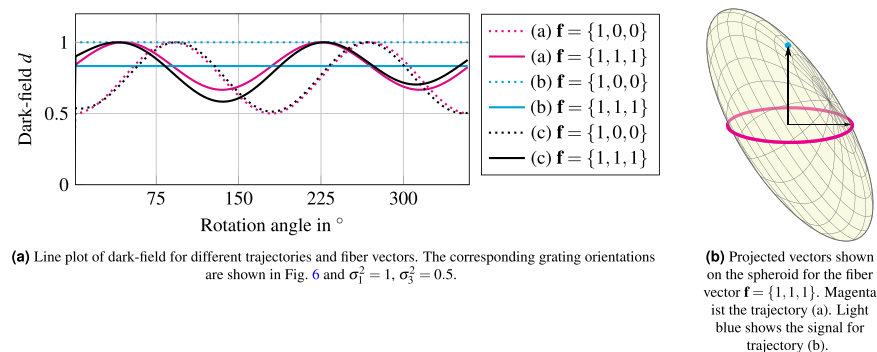 1
0.5
0
Dark-field d
75
150
225
300
Rotation angle in °
(a) f = {1,0,0}
(a) f = {1,1,1}
(b) f = {1,0,0}
(b) f = {1,1,1}
(c) f = {1,0,0}
(c) f = {1,1,1}
(a) Line plot of dark-field for different trajectories and fiber vectors. The corresponding grating orientations
are shown in Fig. 6 and σ₁² = 1, σ₃² = 0.5.
(b) Projected vectors shown
on the spheroid for the fiber
vector f = {1,1,1}. Magenta
ist the trajectory (a). Light
blue shows the signal for
trajectory (b).